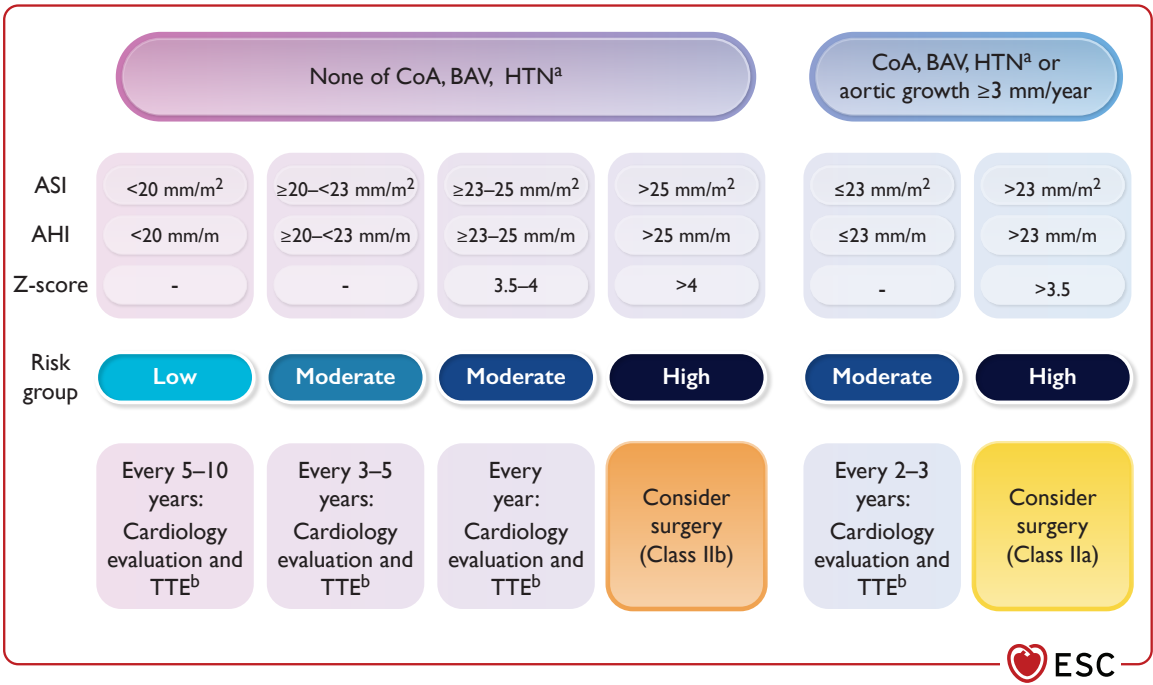 None of CoA, BAV, HTNᵃ
CoA, BAV, HTNᵃ or
aortic growth ≥3 mm/year
ASI <20 mm/m² ≥20–<23 mm/m² ≥23–25 mm/m² >25 mm/m² ≤23 mm/m² >23 mm/m²
AHI <20 mm/m ≥20–<23 mm/m ≥23–25 mm/m >25 mm/m ≤23 mm/m >23 mm/m
Z-score - - 3.5–4 >4 - >3.5
Risk
group
Low Moderate Moderate High Moderate High
Every 5–10
years:
Cardiology
evaluation and
TTEᵇ
Every 3–5
years:
Cardiology
evaluation and
TTEᵇ
Every
year:
Cardiology
evaluation and
TTEᵇ
Consider
surgery
(Class IIb)
Every 2–3
years:
Cardiology
evaluation and
TTEᵇ
Consider
surgery
(Class IIa)
ESC